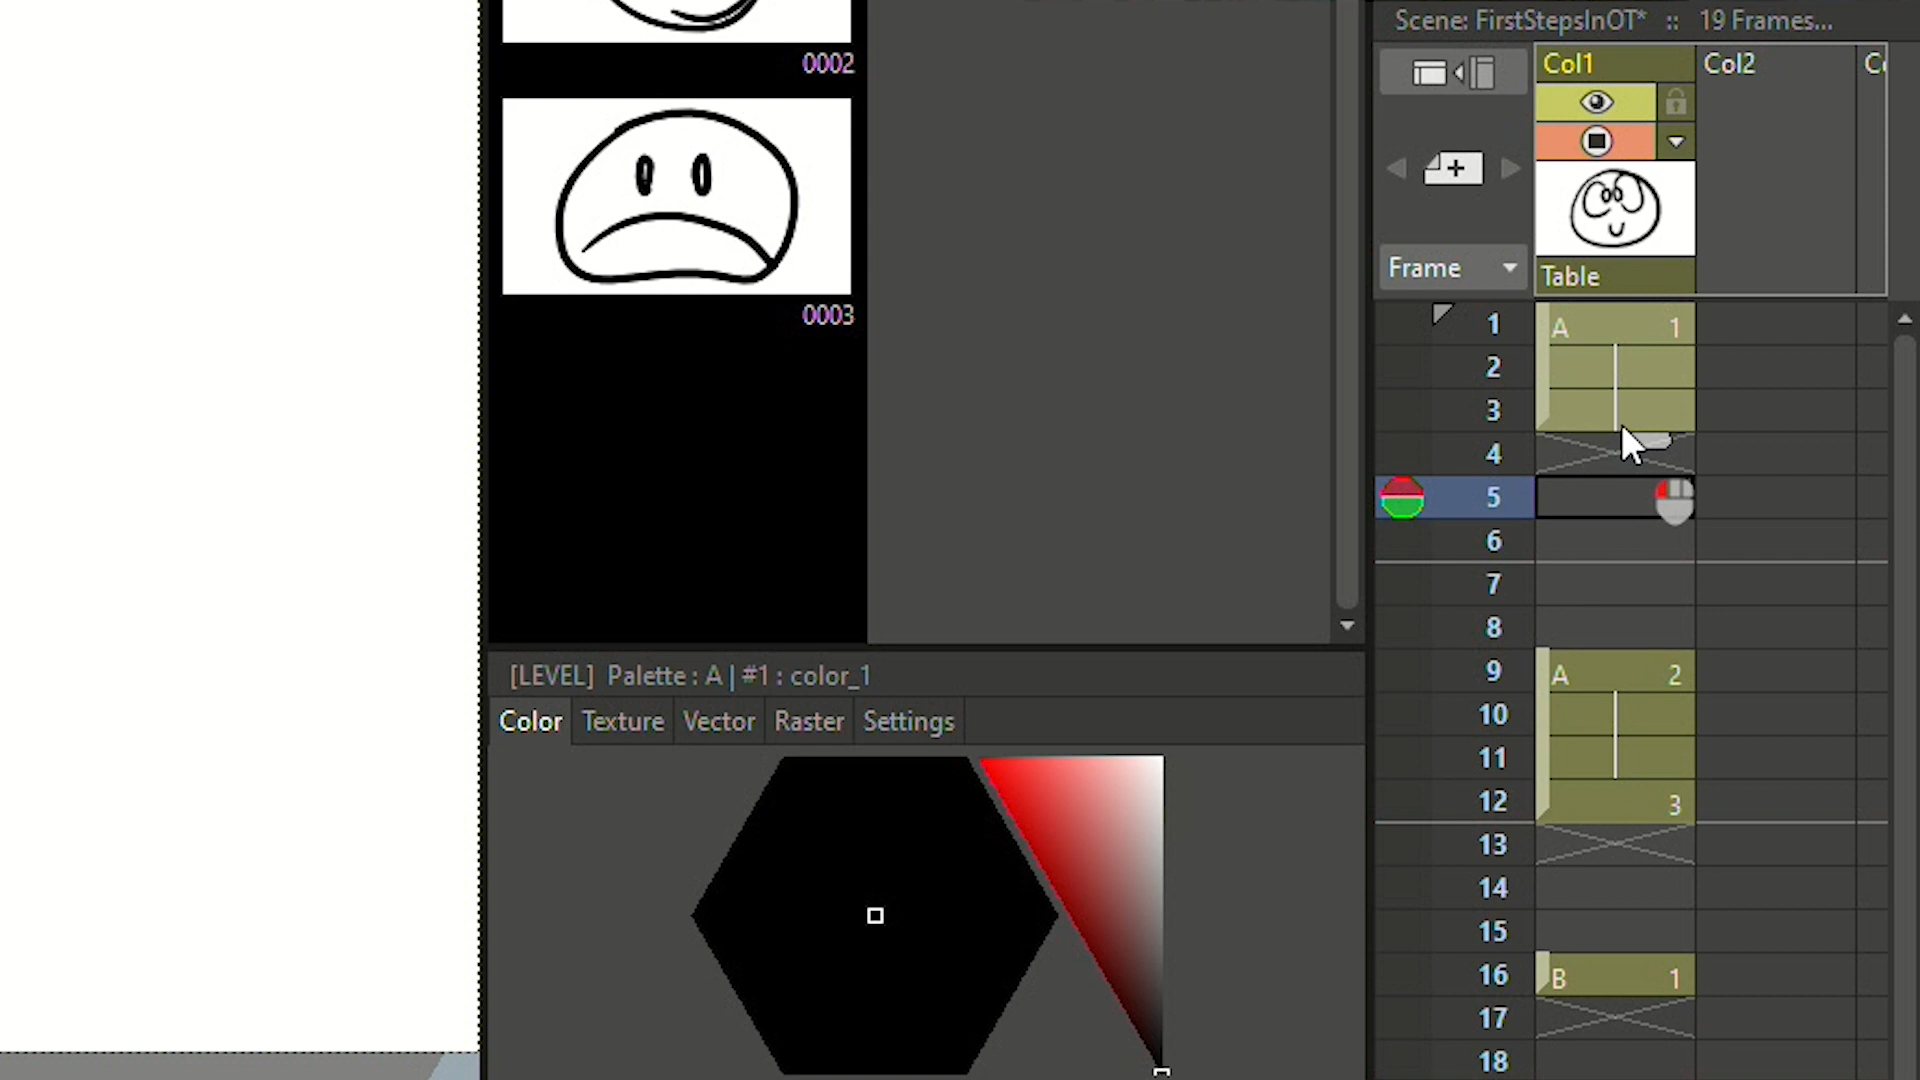 0002
0003
[LEVEL] Palette : A | #1 : color_1
Color Texture Vector Raster Settings
Scene: FirstStepsInOT* :: 19 Frames...
Col1 Col2
Frame
Table
1 A 1
2
3
4
5
6
7
8
9 A 2
10
11
12 3
13
14
15
16 B 1
17
18